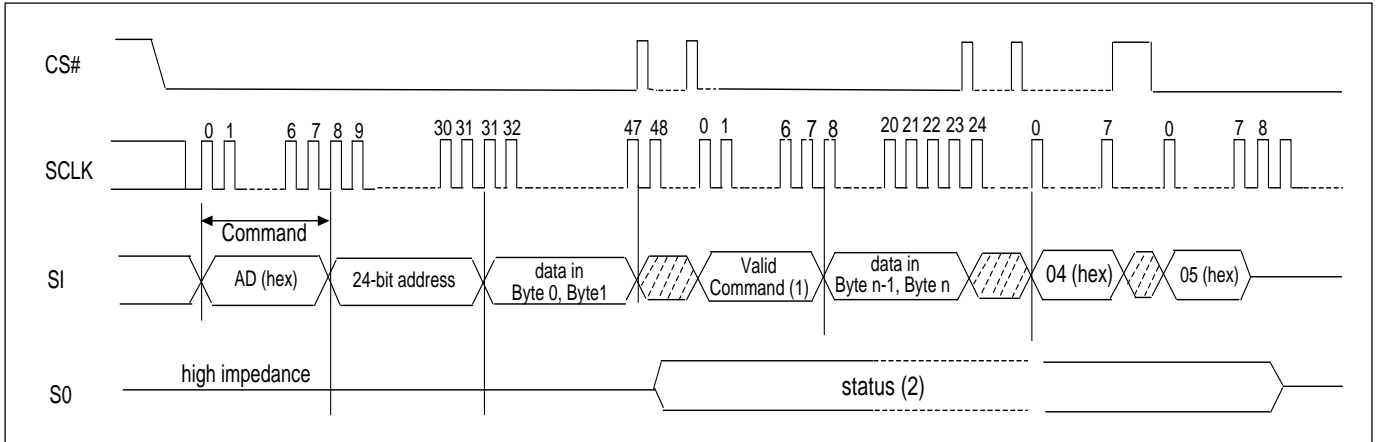 CS#
0 1 6 7 8 9 30 31 31 32 47 48 0 1 6 7 8 20 21 22 23 24 0 7 0 7 8
SCLK
Command
SI
AD (hex)
24-bit address
data in
Byte 0, Byte1
Valid
Command (1)
data in
Byte n-1, Byte n
04 (hex)
05 (hex)
high impedance
S0
status (2)